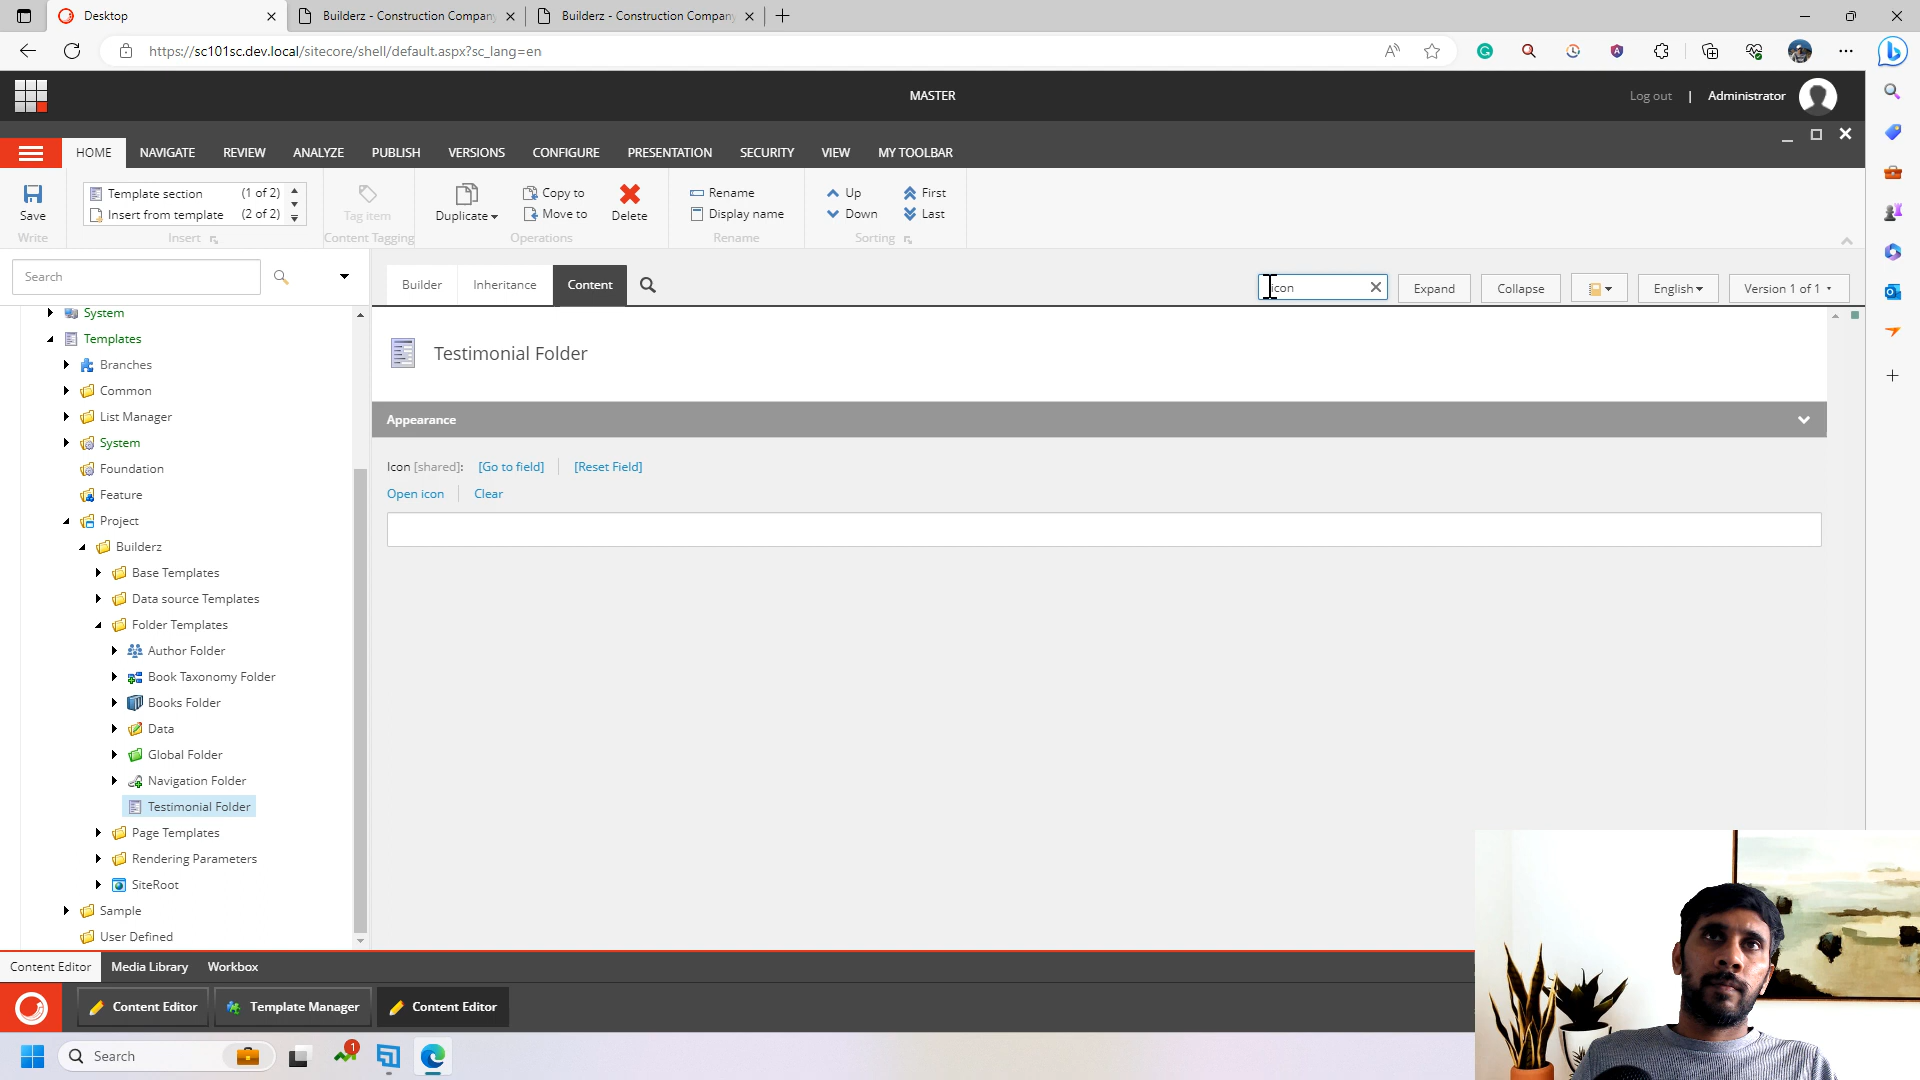 Desktop
Builderz - Construction Company
Builderz - Construction Company
https://sc101sc.dev.local/sitecore/shell/default.aspx?sc_lang=en
MASTER
Log out | Administrator
HOME NAVIGATE REVIEW ANALYZE PUBLISH VERSIONS CONFIGURE PRESENTATION SECURITY VIEW MY TOOLBAR
Save
Write
Template section (1 of 2)
Insert from template (2 of 2)
Insert
Tag item
Content Tagging
Duplicate
Copy to
Move to
Delete
Operations
Rename
Display name
Rename
Up
Down
First
Last
Sorting
Search
Builder Inheritance Content
icon
Expand
Collapse
English
Version 1 of 1
System
Templates
Branches
Common
List Manager
System
Foundation
Feature
Project
Builderz
Base Templates
Data source Templates
Folder Templates
Author Folder
Book Taxonomy Folder
Books Folder
Data
Global Folder
Navigation Folder
Testimonial Folder
Page Templates
Rendering Parameters
SiteRoot
Sample
User Defined
Testimonial Folder
Appearance
Icon [shared]: [Go to field] [Reset Field]
Open icon Clear
Content Editor Media Library Workbox
Content Editor Template Manager Content Editor
Search
1